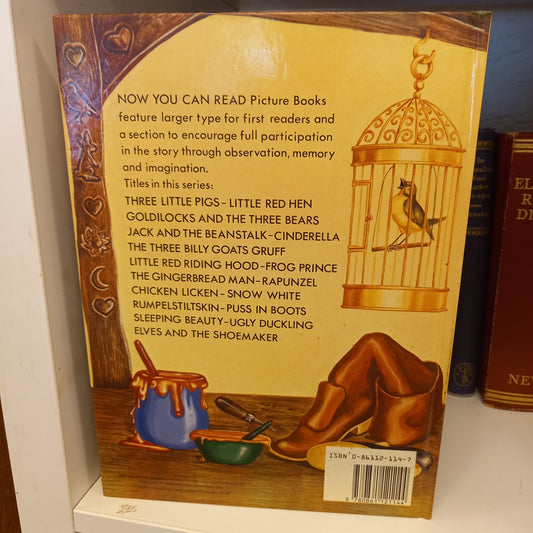 NOW YOU CAN READ Picture Books
feature larger type for first readers and
a section to encourage full participation
in the story through observation, memory
and imagination.
Titles in this series:
THREE LITTLE PIGS – LITTLE RED HEN
GOLDILOCKS AND THE THREE BEARS
JACK AND THE BEANSTALK – CINDERELLA
THE THREE BILLY GOATS GRUFF
LITTLE RED RIDING HOOD – FROG PRINCE
THE GINGERBREAD MAN – RAPUNZEL
CHICKEN LICKEN – SNOW WHITE
RUMPELSTILTSKIN – PUSS IN BOOTS
SLEEPING BEAUTY – UGLY DUCKLING
ELVES AND THE SHOEMAKER
ISBN 0-86112-114-7
9 780861 121144